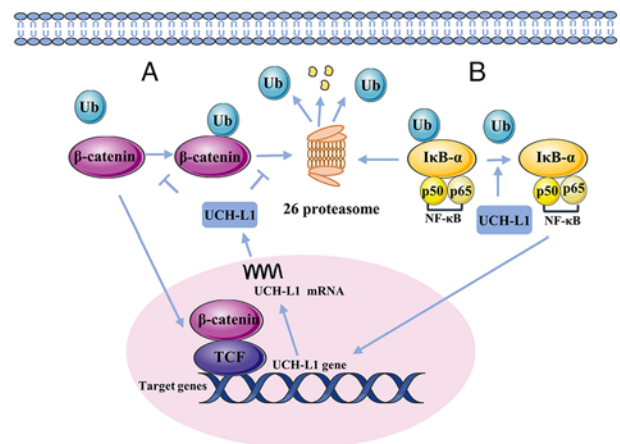 A
B
Ub
Ub
Ub
Ub
Ub
Ub
β-catenin
β-catenin
IκB-α
IκB-α
p50
p65
p50
p65
NF-κB
NF-κB
UCH-L1
UCH-L1
26 proteasome
UCH-L1 mRNA
β-catenin
TCF
UCH-L1 gene
Target genes